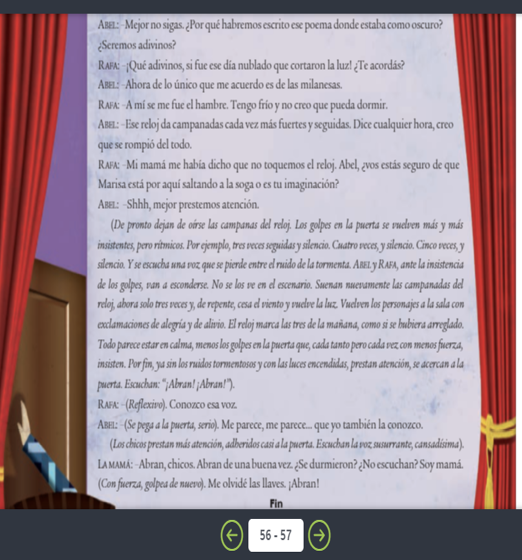 ABEL: –Mejor no sigas. ¿Por qué habremos escrito ese poema donde estaba como oscuro?
¿Seremos adivinos?
RAFA: –¡Qué adivinos, si fue ese día nublado que cortaron la luz! ¿Te acordás?
ABEL: –Ahora de lo único que me acuerdo es de las milanesas.
RAFA: –A mí se me fue el hambre. Tengo frío y no creo que pueda dormir.
ABEL: –Ese reloj da campanadas cada vez más fuertes y seguidas. Dice cualquier hora, creo
que se rompió del todo.
RAFA: –Mi mamá me había dicho que no toquemos el reloj. Abel, ¿vos estás seguro de que
Marisa está por aquí saltando a la soga o es tu imaginación?
ABEL: –Shhh, mejor prestemos atención.
(De pronto dejan de oírse las campanas del reloj. Los golpes en la puerta se vuelven más y más
insistentes, pero rítmicos. Por ejemplo, tres veces seguidas y silencio. Cuatro veces, y silencio. Cinco veces, y
silencio. Y se escucha una voz que se pierde entre el ruido de la tormenta. ABEL y RAFA, ante la insistencia
de los golpes, van a esconderse. No se los ve en el escenario. Suenan nuevamente las campanadas del
reloj, ahora solo tres veces y, de repente, cesa el viento y vuelve la luz. Vuelven los personajes a la sala con
exclamaciones de alegría y de alivio. El reloj marca las tres de la mañana, como si se hubiera arreglado.
Todo parece estar en calma, menos los golpes en la puerta que, cada tanto pero cada vez con menos fuerza,
insisten. Por fin, ya sin los ruidos tormentosos y con las luces encendidas, prestan atención, se acercan a la
puerta. Escuchan: "¡Abran! ¡Abran!").
RAFA: –(Reflexivo). Conozco esa voz.
ABEL: –(Se pega a la puerta, serio). Me parece, me parece... que yo también la conozco.
(Los chicos prestan más atención, adheridos casi a la puerta. Escuchan la voz susurrante, cansadísima).
LA MAMÁ: –Abran, chicos. Abran de una buena vez. ¿Se durmieron? ¿No escuchan? Soy mamá.
(Con fuerza, golpea de nuevo). Me olvidé las llaves. ¡Abran!
Fin
56 - 57